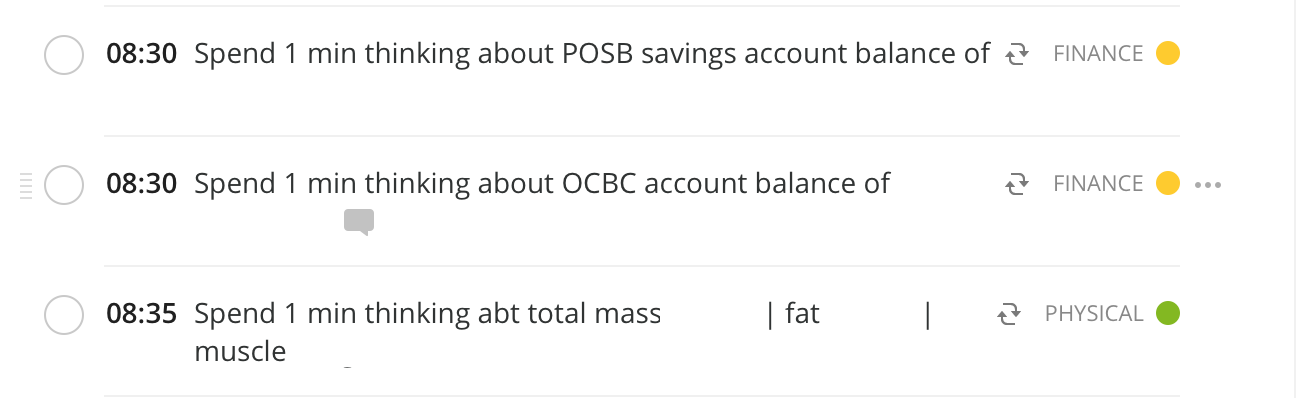 08:30 Spend 1 min thinking about POSB savings account balance of FINANCE
08:30 Spend 1 min thinking about OCBC account balance of FINANCE
08:35 Spend 1 min thinking abt total mass | fat | PHYSICAL
muscle